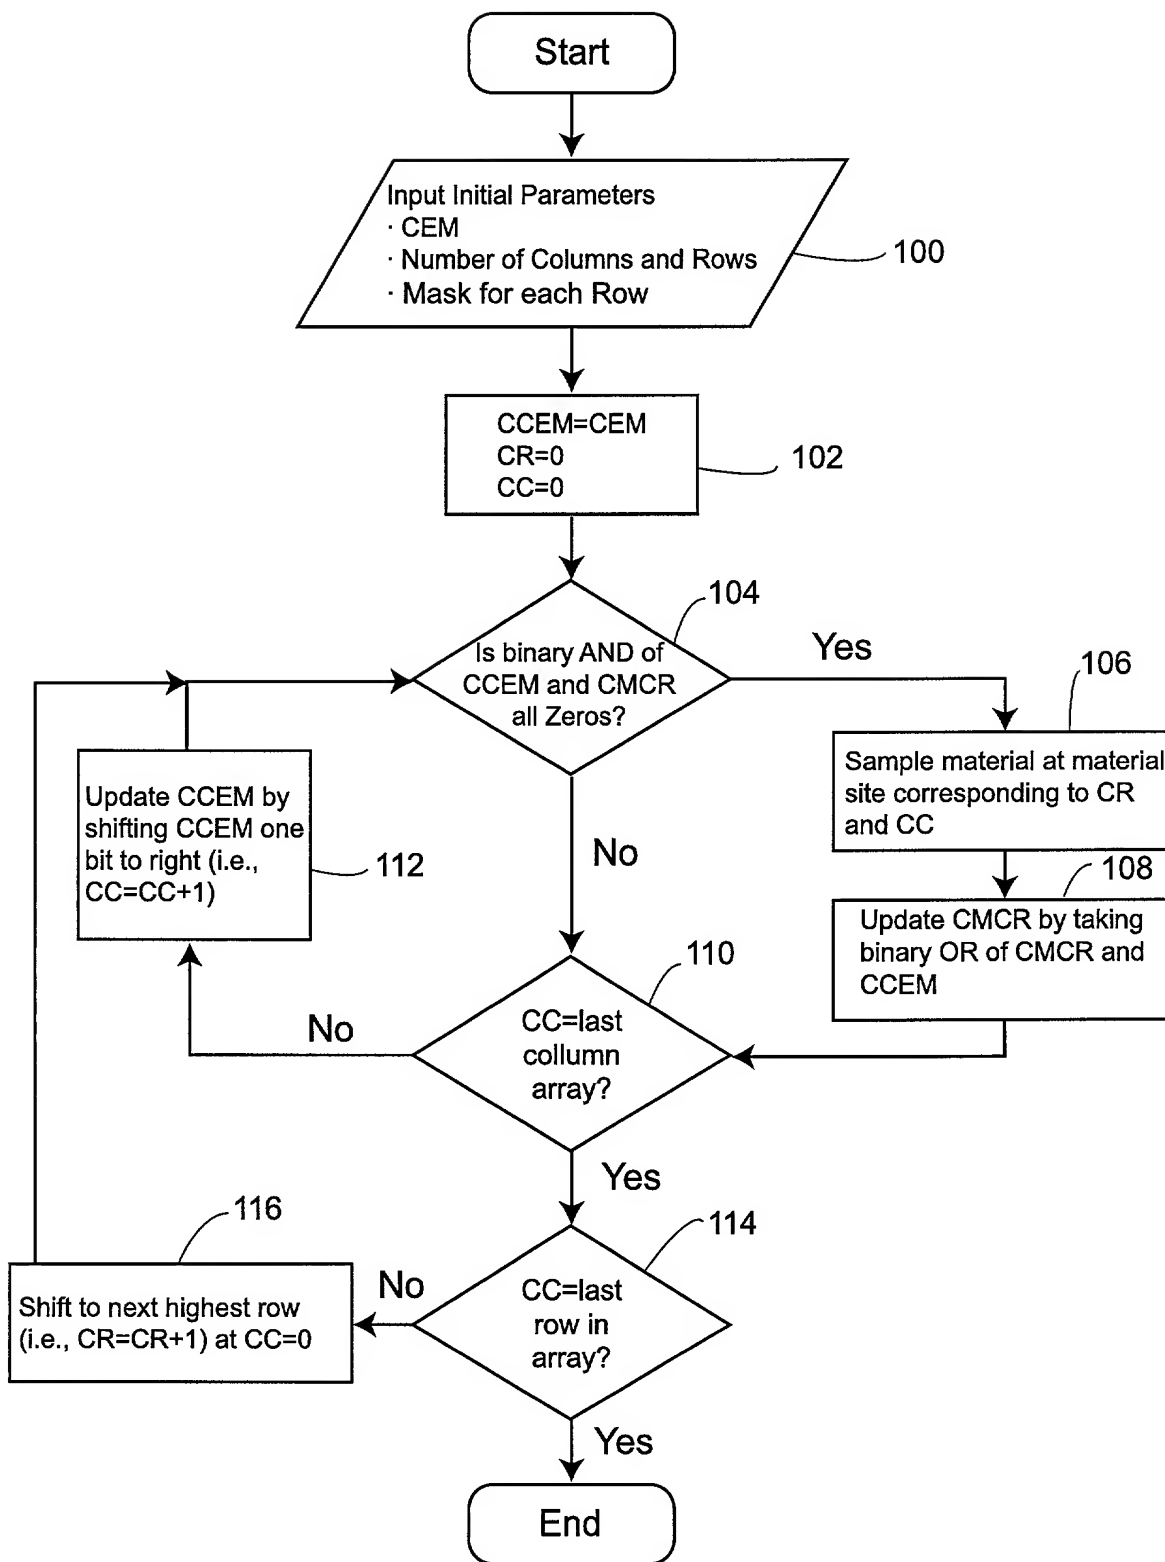 Start
Input Initial Parameters
· CEM
· Number of Columns and Rows
· Mask for each Row
100
CCEM=CEM
CR=0
CC=0
102
104
Is binary AND of
CCEM and CMCR
all Zeros?
Yes
106
Sample material at material
site corresponding to CR
and CC
Update CCEM by
shifting CCEM one
bit to right (i.e.,
CC=CC+1)
112
No
108
Update CMCR by taking
binary OR of CMCR and
CCEM
110
CC=last
collumn
array?
No
Yes
116
114
Shift to next highest row
(i.e., CR=CR+1) at CC=0
No
CC=last
row in
array?
Yes
End